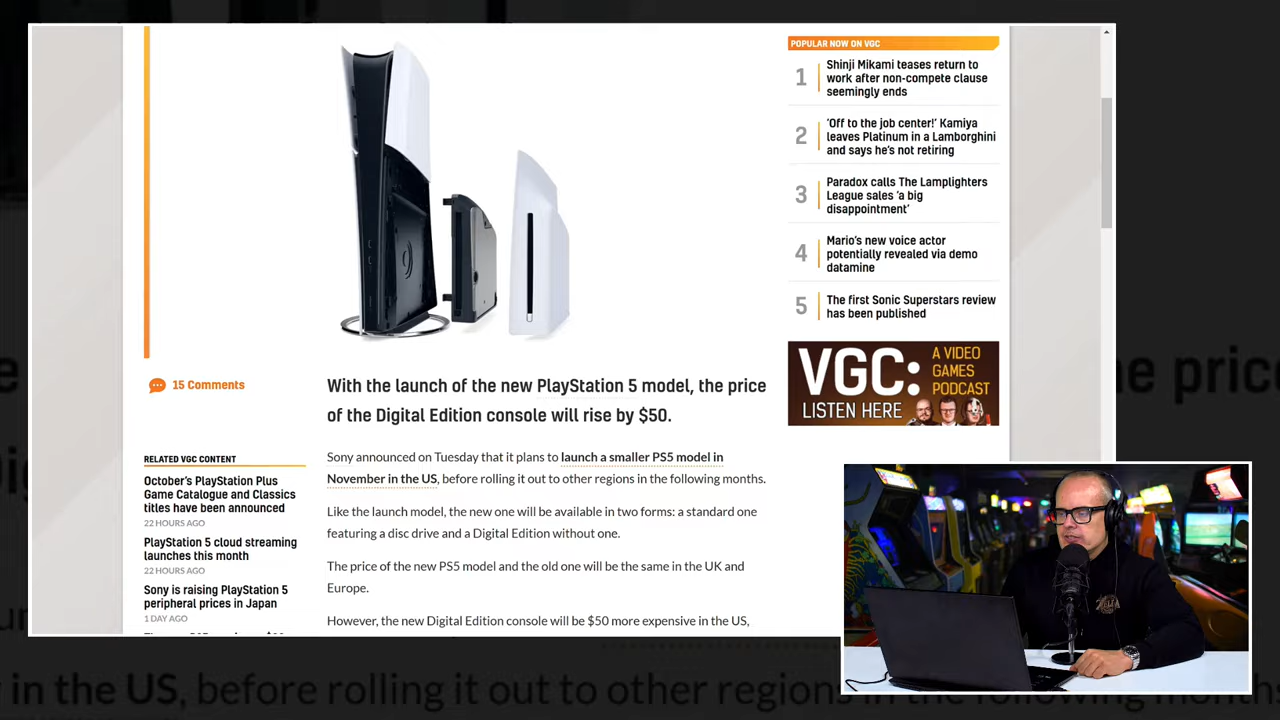 POPULAR NOW ON VGC
1
Shinji Mikami teases return to
work after non-compete clause
seemingly ends
2
'Off to the job center!' Kamiya
leaves Platinum in a Lamborghini
and says he's not retiring
3
Paradox calls The Lamplighters
League sales 'a big
disappointment'
4
Mario's new voice actor
potentially revealed via demo
datamine
5
The first Sonic Superstars review
has been published
VGC:
A VIDEO
GAMES
PODCAST
LISTEN HERE
15 Comments
With the launch of the new PlayStation 5 model, the price
of the Digital Edition console will rise by $50.
Sony announced on Tuesday that it plans to launch a smaller PS5 model in
November in the US, before rolling it out to other regions in the following months.
Like the launch model, the new one will be available in two forms: a standard one
featuring a disc drive and a Digital Edition without one.
The price of the new PS5 model and the old one will be the same in the UK and
Europe.
However, the new Digital Edition console will be $50 more expensive in the US,
RELATED VGC CONTENT
October's PlayStation Plus
Game Catalogue and Classics
titles have been announced
22 HOURS AGO
PlayStation 5 cloud streaming
launches this month
22 HOURS AGO
Sony is raising PlayStation 5
peripheral prices in Japan
1 DAY AGO
he price
in the US, before rolling it out to other regions in the following months